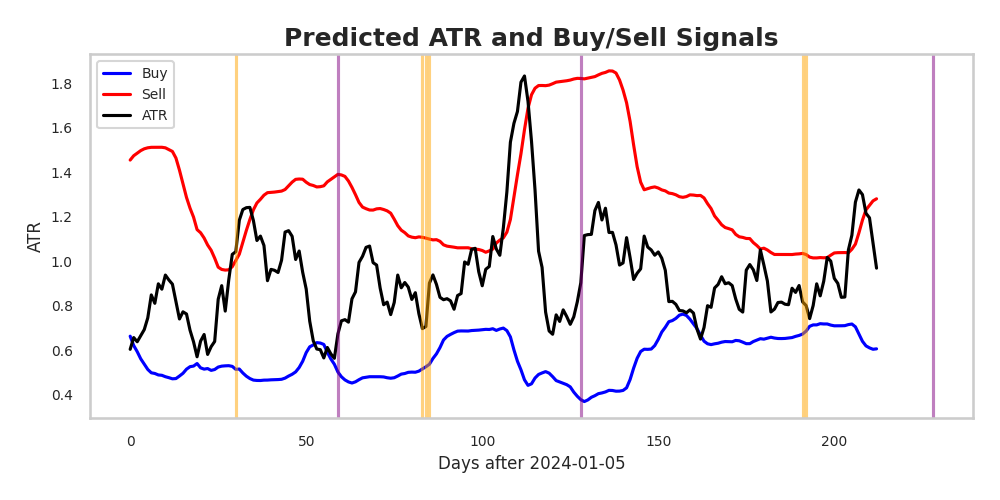 Predicted ATR and Buy/Sell Signals
Buy
Sell
ATR
1.8
1.6
1.4
1.2
1.0
0.8
0.6
0.4
ATR
0 50 100 150 200
Days after 2024-01-05